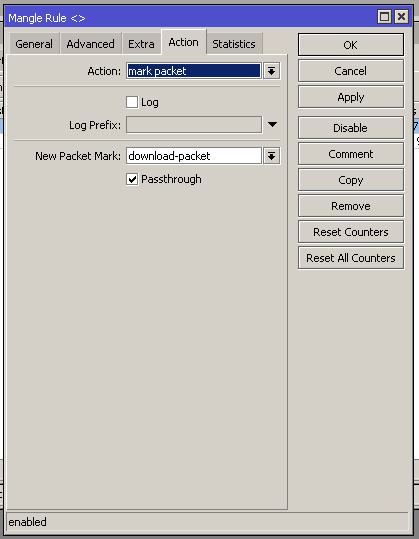 Mangle Rule <>
General Advanced Extra Action Statistics
OK
Action: mark packet
Cancel
Log
Apply
Log Prefix:
Disable
New Packet Mark: download-packet
Comment
Passthrough
Copy
Remove
Reset Counters
Reset All Counters
enabled